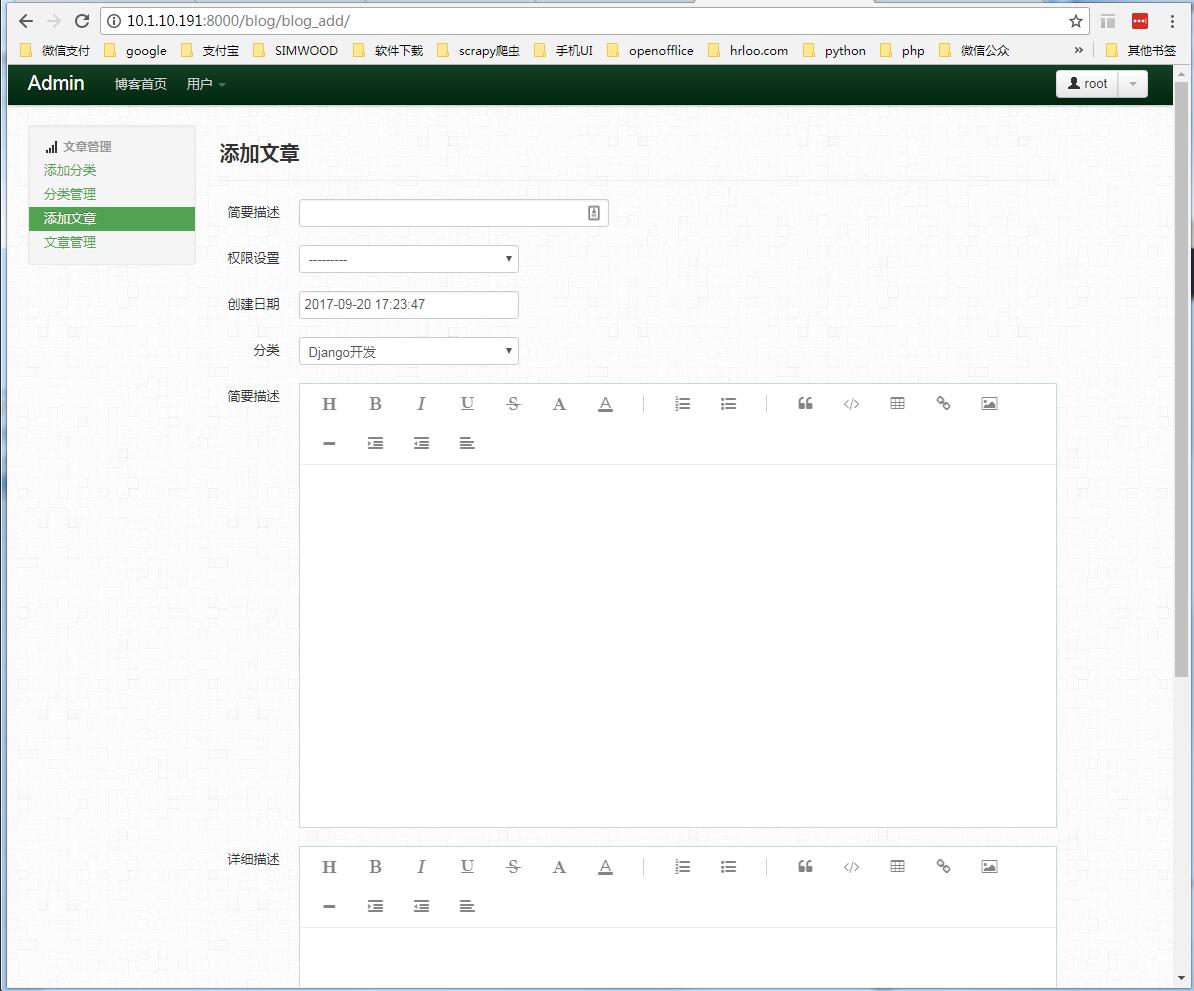 10.1.10.191:8000/blog/blog_add/
微信支付 google 支付宝 SIMWOOD 软件下载 scrapy爬虫 手机UI openofflice hrloo.com python php 微信公众 » 其他书签
Admin 博客首页 用户 root
文章管理
添加分类
分类管理
添加文章
文章管理
添加文章
简要描述
权限设置 ---------
创建日期 2017-09-20 17:23:47
分类 Django开发
简要描述
H B I U S A A
详细描述
H B I U S A A